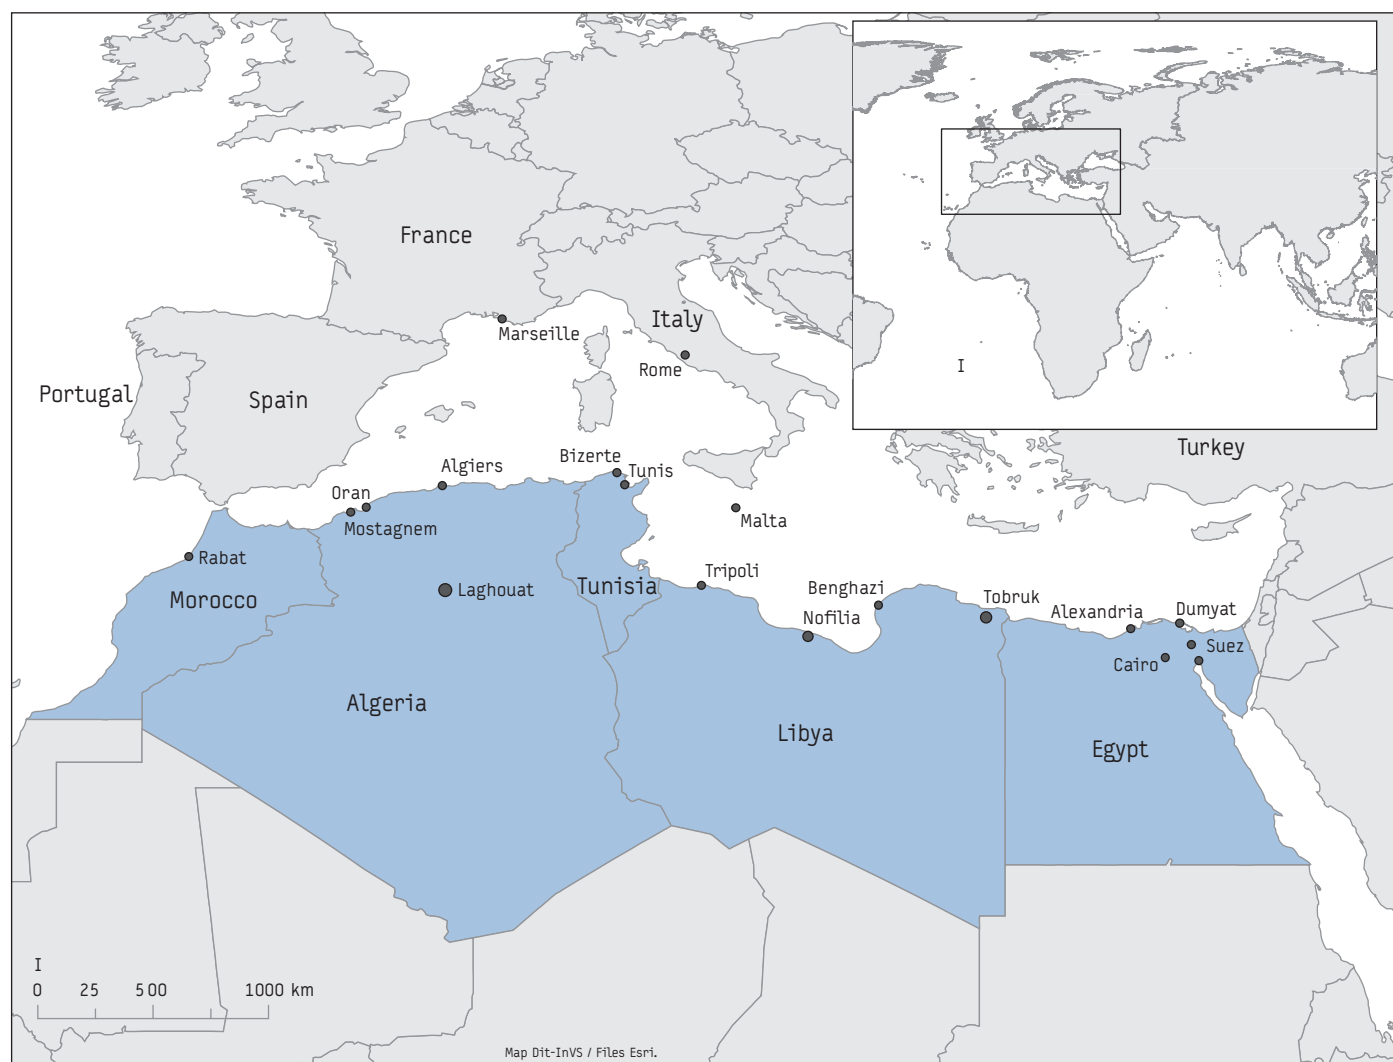 France
I
Marseille
Italy
Rome
Portugal
Spain
Turkey
Bizerte
Algiers
Tunis
Oran
Mostagnem
Malta
Rabat
Tripoli
Laghouat
Tunisia
Benghazi
Tobruk
Morocco
Nofilia
Alexandria
Dumyat
Suez
Cairo
Algeria
Libya
Egypt
I
0 25 500 1000 km
Map Dit-InVS / Files Esri.